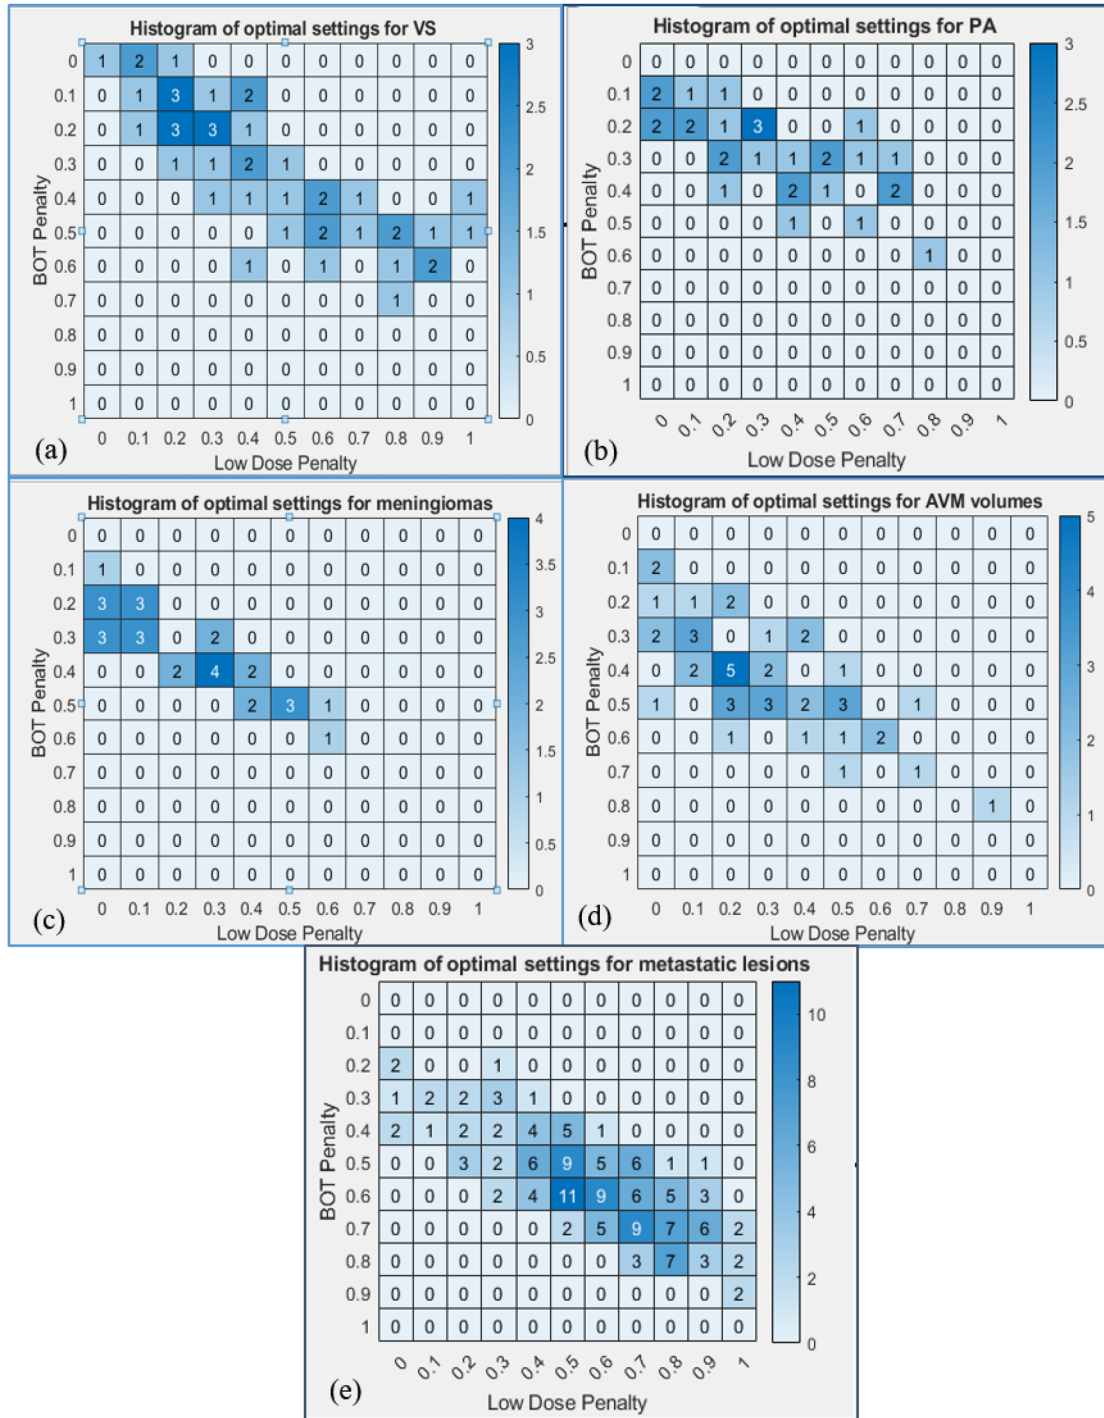 Histogram of optimal settings for VS
0 1 2 1 0 0 0 0 0 0 0 0
0.1 0 1 3 1 2 0 0 0 0 0 0
0.2 0 1 3 3 1 0 0 0 0 0 0
0.3 0 0 1 1 2 1 0 0 0 0 0
0.4 0 0 0 1 1 1 2 1 0 0 1
0.5 0 0 0 0 0 1 2 1 2 1 1
0.6 0 0 0 0 1 0 1 0 1 2 0
0.7 0 0 0 0 0 0 0 0 1 0 0
0.8 0 0 0 0 0 0 0 0 0 0 0
0.9 0 0 0 0 0 0 0 0 0 0 0
1 0 0 0 0 0 0 0 0 0 0 0
0 0.1 0.2 0.3 0.4 0.5 0.6 0.7 0.8 0.9 1
BOT Penalty
Low Dose Penalty
3
2.5
2
1.5
1
0.5
0
(a)
Histogram of optimal settings for PA
0 0 0 0 0 0 0 0 0 0 0 0
0.1 2 1 1 0 0 0 0 0 0 0 0
0.2 2 2 1 3 0 0 1 0 0 0 0
0.3 0 0 2 1 1 2 1 1 0 0 0
0.4 0 0 1 0 2 1 0 2 0 0 0
0.5 0 0 0 0 1 0 1 0 0 0 0
0.6 0 0 0 0 0 0 0 0 1 0 0
0.7 0 0 0 0 0 0 0 0 0 0 0
0.8 0 0 0 0 0 0 0 0 0 0 0
0.9 0 0 0 0 0 0 0 0 0 0 0
1 0 0 0 0 0 0 0 0 0 0 0
0 0.1 0.2 0.3 0.4 0.5 0.6 0.7 0.8 0.9 1
BOT Penalty
Low Dose Penalty
3
2.5
2
1.5
1
0.5
0
(b)
Histogram of optimal settings for meningiomas
0 0 0 0 0 0 0 0 0 0 0 0
0.1 1 0 0 0 0 0 0 0 0 0 0
0.2 3 3 0 0 0 0 0 0 0 0 0
0.3 3 3 0 2 0 0 0 0 0 0 0
0.4 0 0 2 4 2 0 0 0 0 0 0
0.5 0 0 0 0 2 3 1 0 0 0 0
0.6 0 0 0 0 0 0 1 0 0 0 0
0.7 0 0 0 0 0 0 0 0 0 0 0
0.8 0 0 0 0 0 0 0 0 0 0 0
0.9 0 0 0 0 0 0 0 0 0 0 0
1 0 0 0 0 0 0 0 0 0 0 0
0 0.1 0.2 0.3 0.4 0.5 0.6 0.7 0.8 0.9 1
BOT Penalty
Low Dose Penalty
4
3.5
3
2.5
2
1.5
1
0.5
0
(c)
Histogram of optimal settings for AVM volumes
0 0 0 0 0 0 0 0 0 0 0 0
0.1 2 0 0 0 0 0 0 0 0 0 0
0.2 1 1 2 0 0 0 0 0 0 0 0
0.3 2 3 0 1 2 0 0 0 0 0 0
0.4 0 2 5 2 0 1 0 0 0 0 0
0.5 1 0 3 3 2 3 0 1 0 0 0
0.6 0 0 1 0 1 1 2 0 0 0 0
0.7 0 0 0 0 0 1 0 1 0 0 0
0.8 0 0 0 0 0 0 0 0 0 1 0
0.9 0 0 0 0 0 0 0 0 0 0 0
1 0 0 0 0 0 0 0 0 0 0 0
0 0.1 0.2 0.3 0.4 0.5 0.6 0.7 0.8 0.9 1
BOT Penalty
Low Dose Penalty
5
4
3
2
1
0
(d)
Histogram of optimal settings for metastatic lesions
0 0 0 0 0 0 0 0 0 0 0 0
0.1 0 0 0 0 0 0 0 0 0 0 0
0.2 2 0 0 1 0 0 0 0 0 0 0
0.3 1 2 2 3 1 0 0 0 0 0 0
0.4 2 1 2 2 4 5 1 0 0 0 0
0.5 0 0 3 2 6 9 5 6 1 1 0
0.6 0 0 0 2 4 11 9 6 5 3 0
0.7 0 0 0 0 0 2 5 9 7 6 2
0.8 0 0 0 0 0 0 0 3 7 3 2
0.9 0 0 0 0 0 0 0 0 0 0 2
1 0 0 0 0 0 0 0 0 0 0 0
0 0.1 0.2 0.3 0.4 0.5 0.6 0.7 0.8 0.9 1
BOT Penalty
Low Dose Penalty
10
8
6
4
2
0
(e)